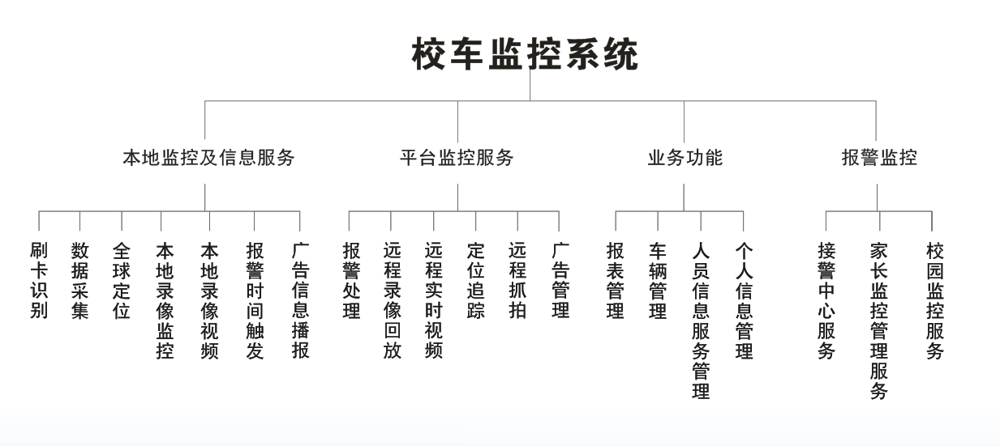 校车监控系统
本地监控及信息服务
平台监控服务
业务功能
报警监控
刷卡识别
数据采集
全球定位
本地录像监控
本地录像视频
报警时间触发
广告信息播报
报警处理
远程录像回放
远程实时视频
定位追踪
远程抓拍
广告管理
报表管理
车辆管理
人员信息服务管理
个人信息管理
接警中心服务
家长监控管理服务
校园监控服务